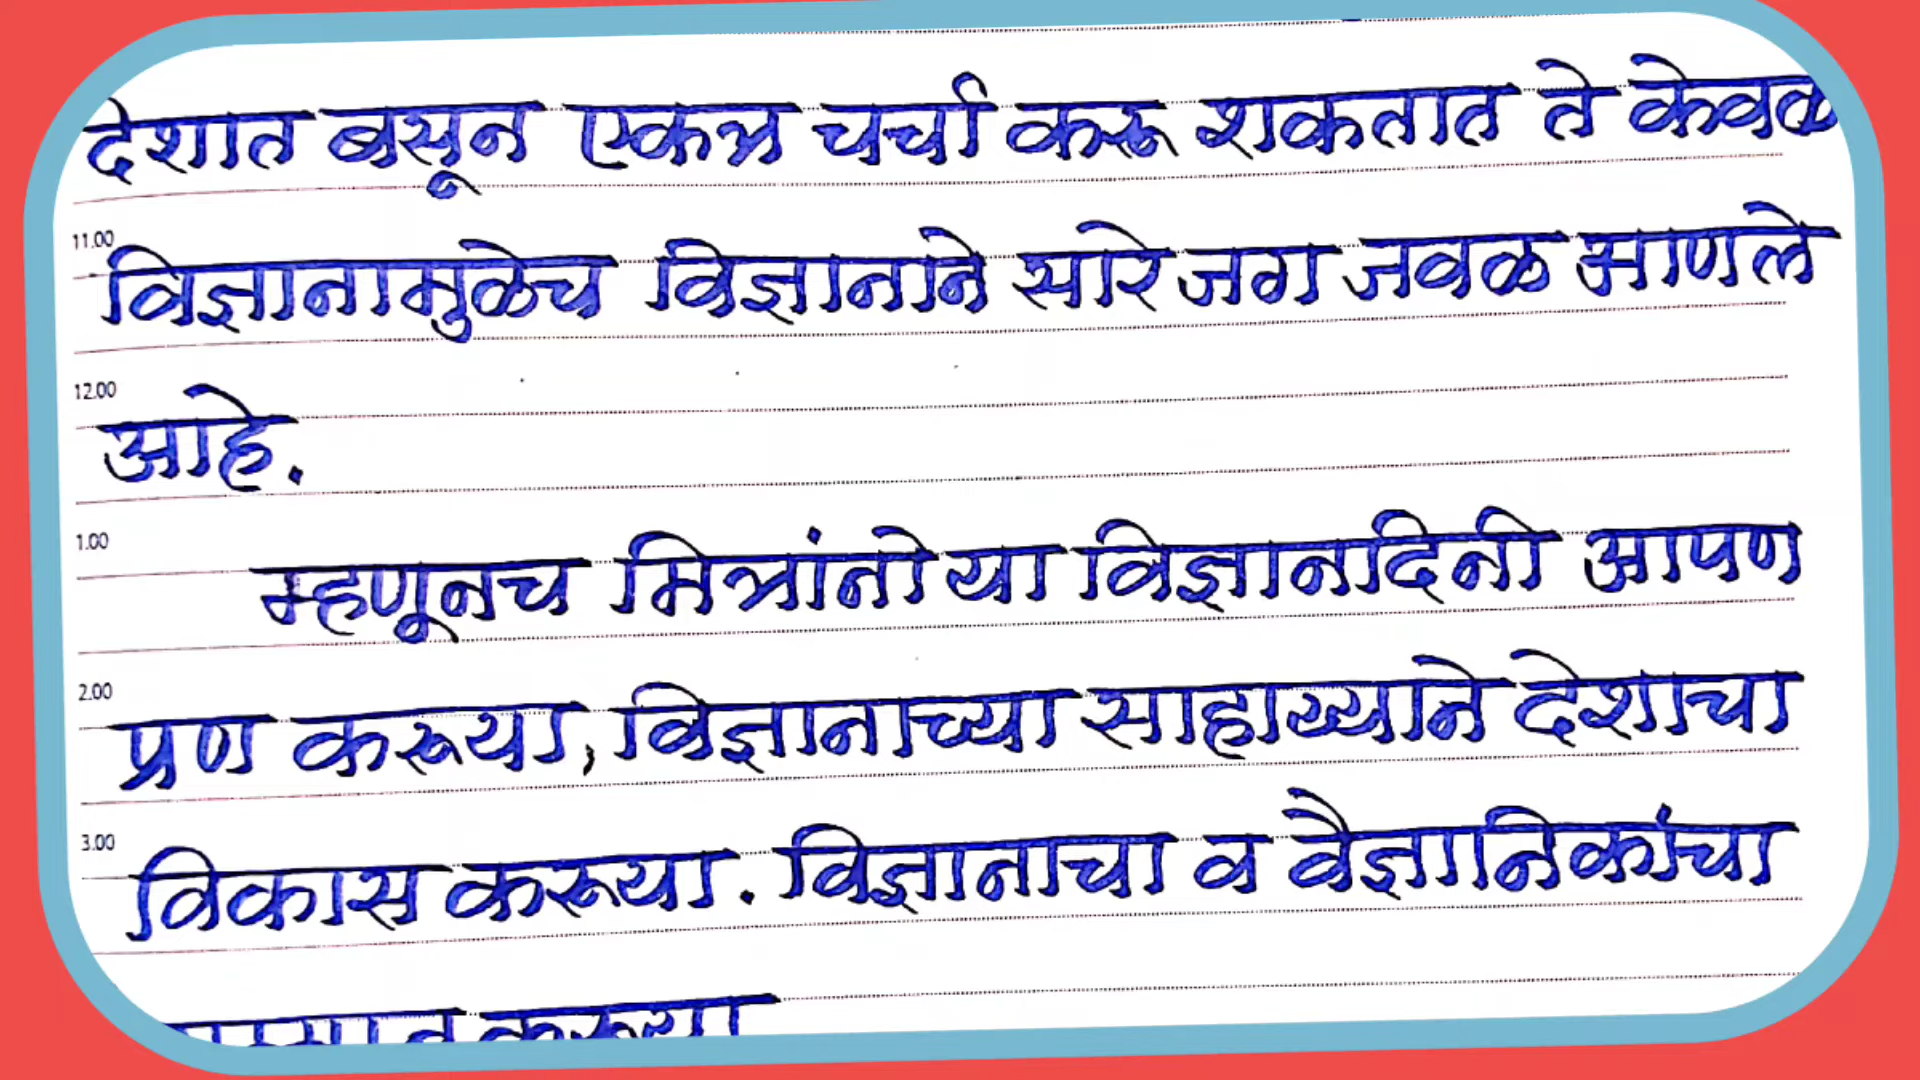 देशात बसून एकत्र चर्चा करू शकतात ते केवळ
11.00
विज्ञानामुळेच विज्ञानाने सारे जग जवळ आणले
12.00
आहे.
1.00
म्हणूनच मित्रांनो या विज्ञानदिनी आपण
2.00
प्रण करूया, विज्ञानाच्या साहाय्याने देशाचा
3.00
विकास करूया. विज्ञानाचा व वैज्ञानिकांचा
करूया